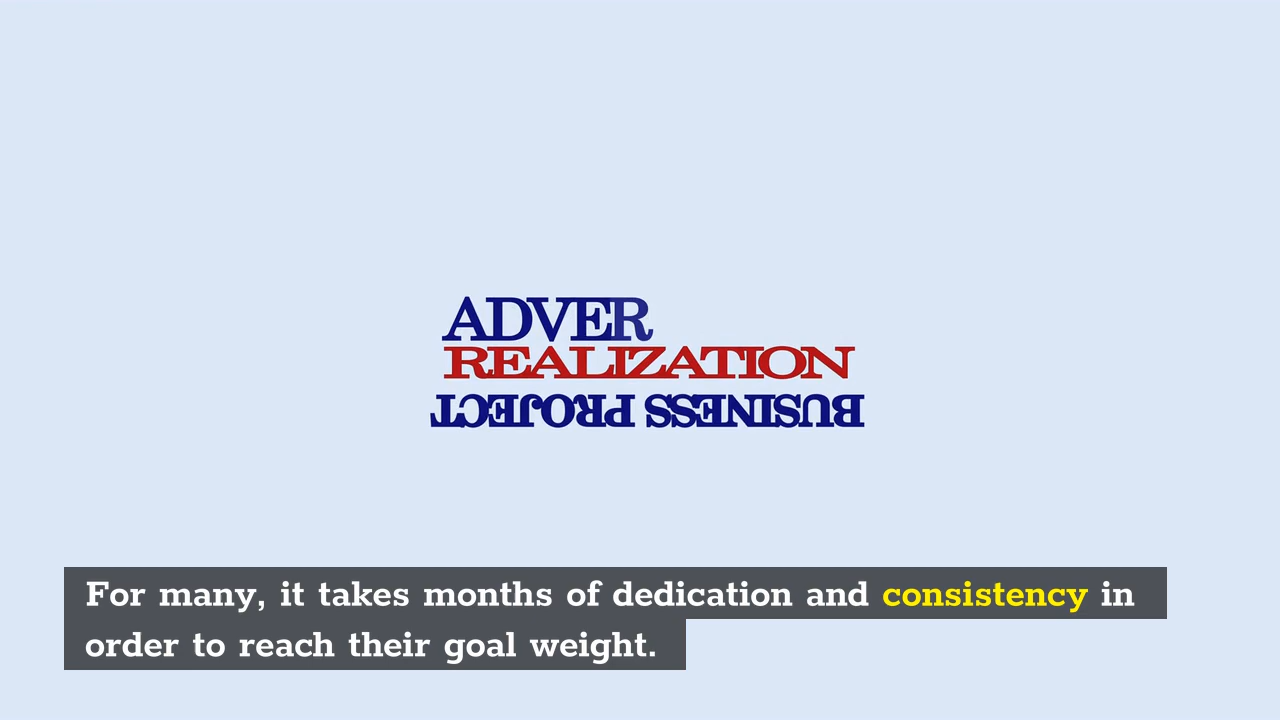 ADVER
REALIZATION
BUSINESS PROJECT
For many, it takes months of dedication and consistency in
order to reach their goal weight.